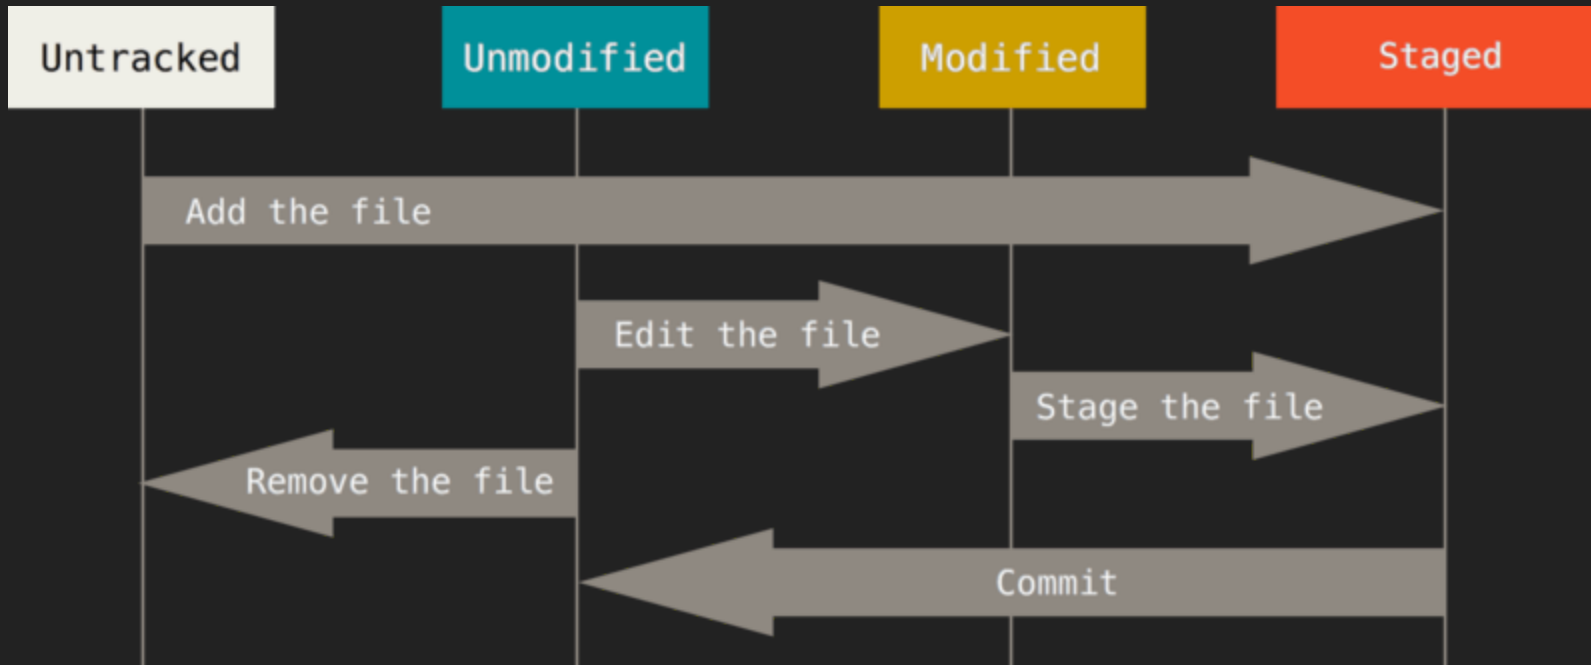 Untracked
Unmodified
Modified
Staged
Add the file
Edit the file
Stage the file
Remove the file
Commit